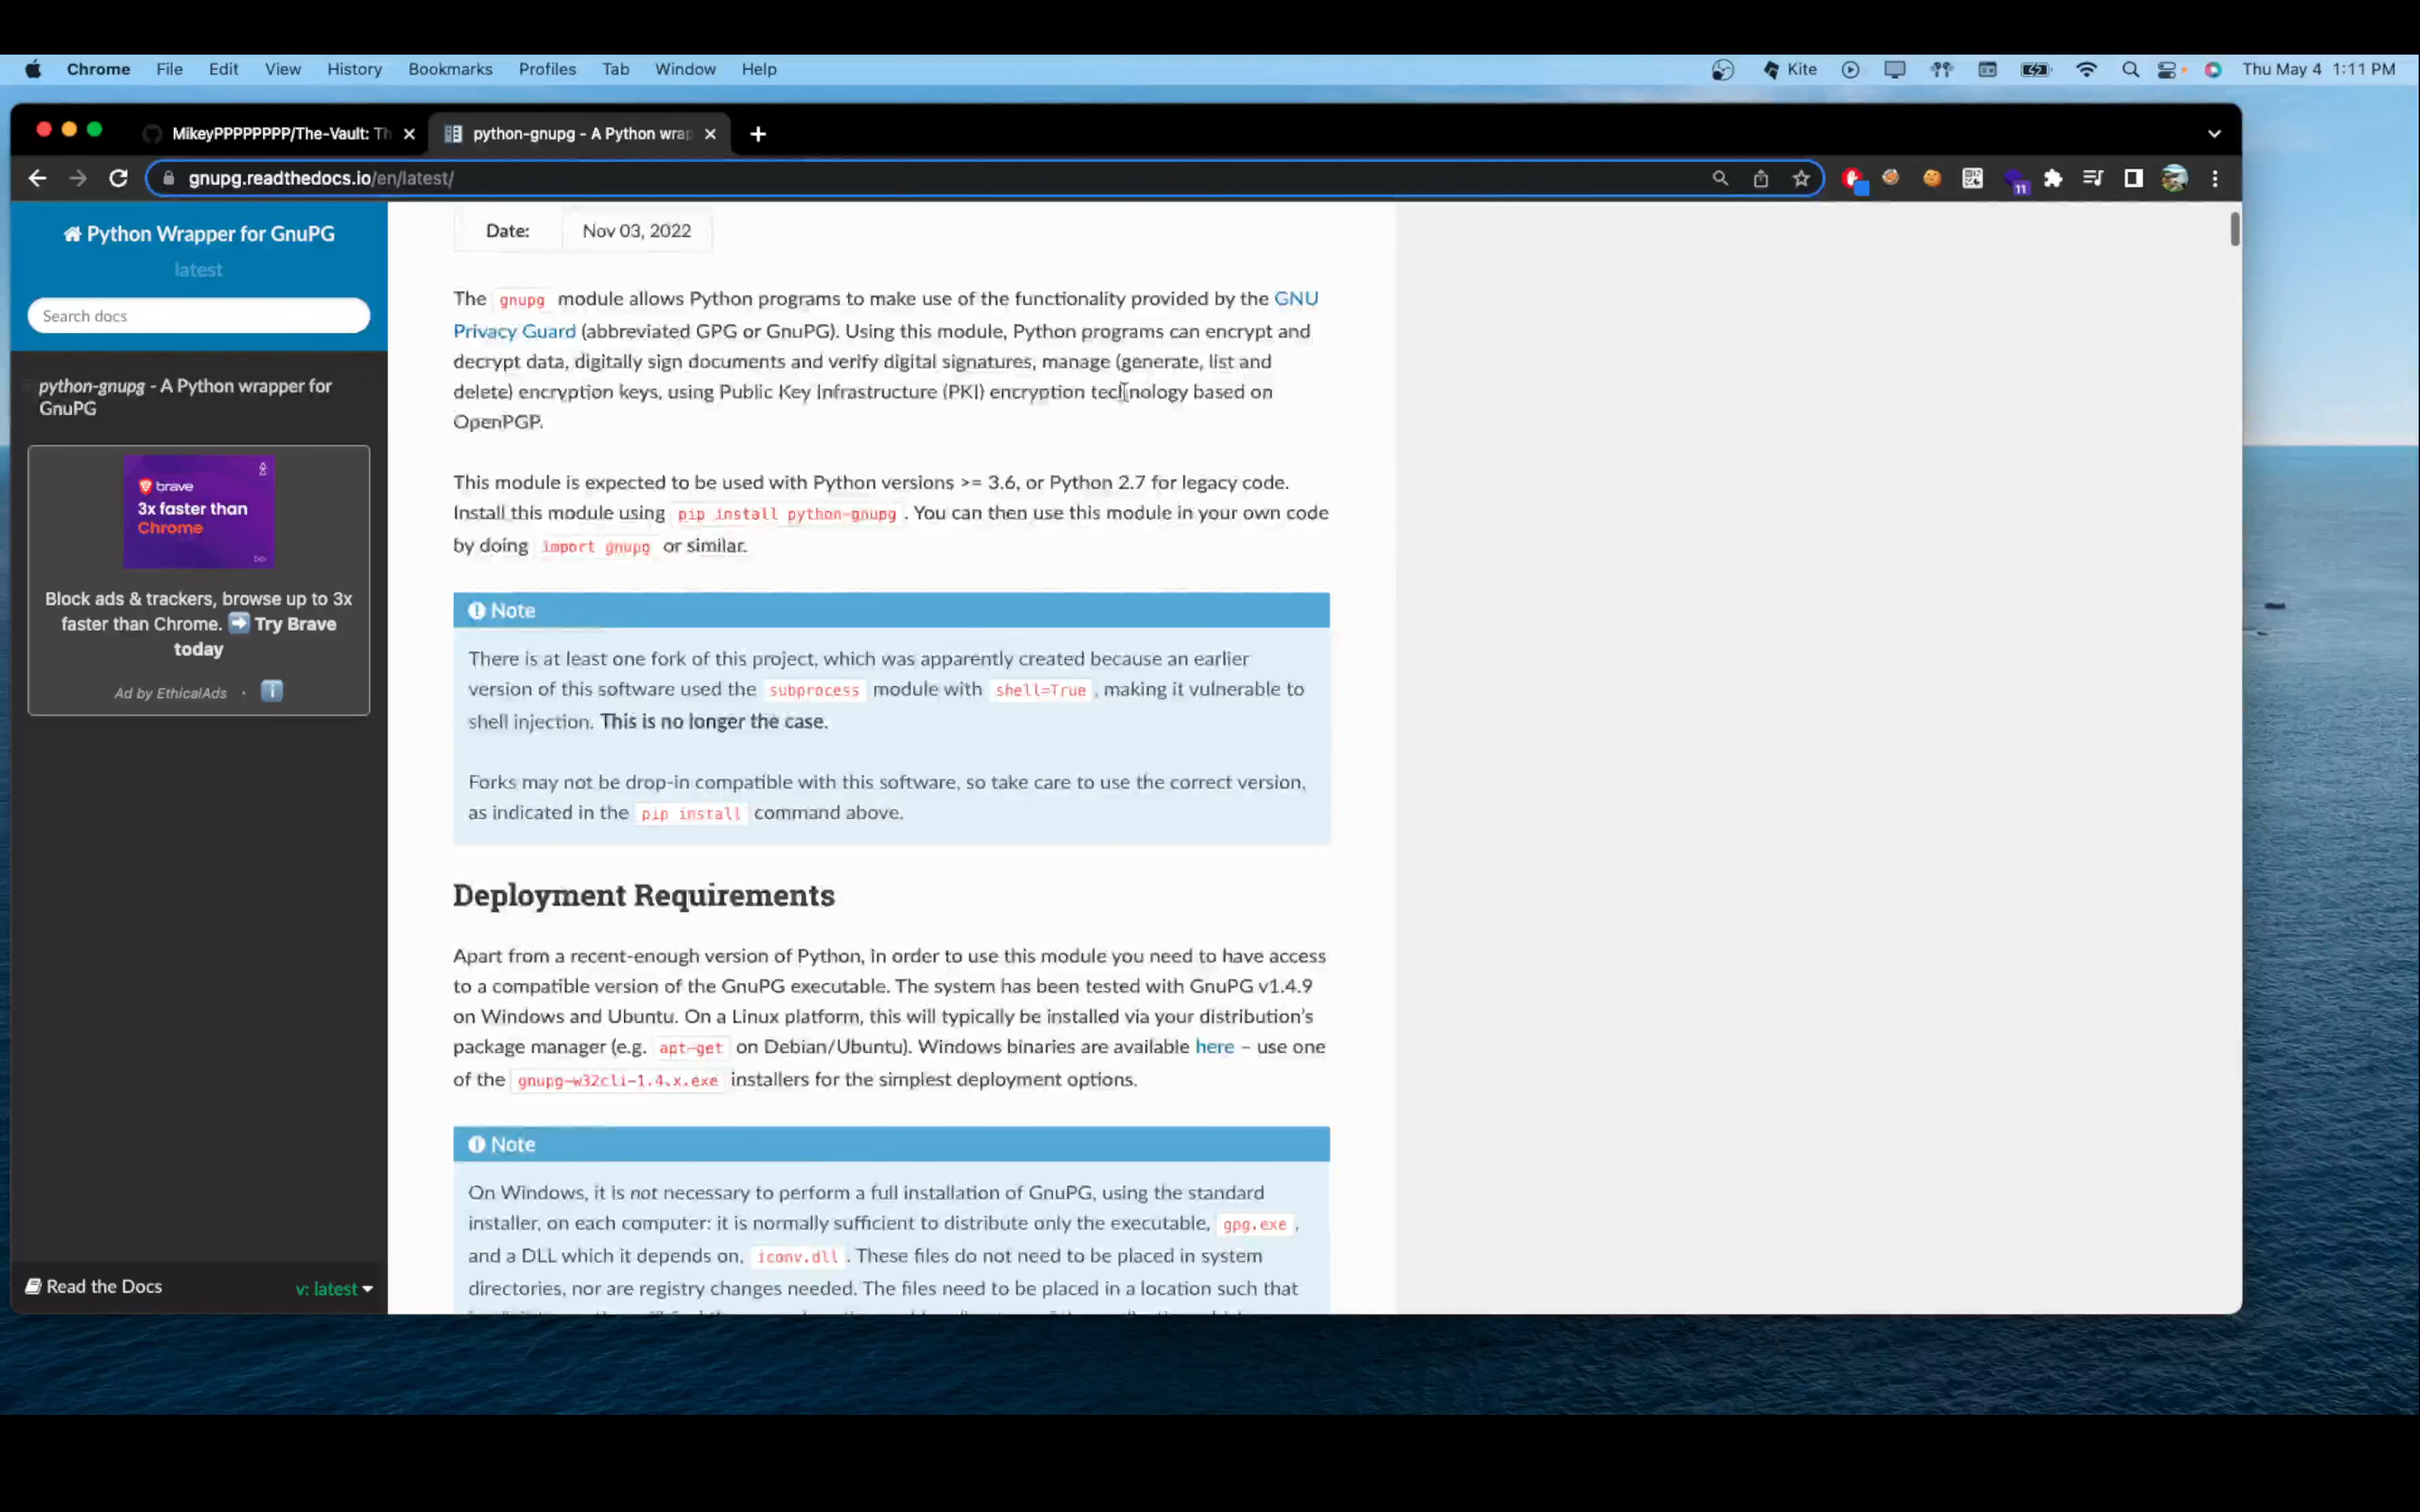 Chrome File Edit View History Bookmarks Profiles Tab Window Help Kite Thu May 4 1:11 PM
MikeyPPPPPPPP/The-Vault: Th python-gnupg - A Python wrap
gnupg.readthedocs.io/en/latest/
11
Python Wrapper for GnuPG
latest
Search docs
python-gnupg - A Python wrapper for
GnuPG
brave
3x faster than
Chrome
Block ads & trackers, browse up to 3x
faster than Chrome. ➡️ Try Brave
today
Ad by EthicalAds · ℹ️
Read the Docs v: latest
Date: Nov 03, 2022
The gnupg module allows Python programs to make use of the functionality provided by the GNU
Privacy Guard (abbreviated GPG or GnuPG). Using this module, Python programs can encrypt and
decrypt data, digitally sign documents and verify digital signatures, manage (generate, list and
delete) encryption keys, using Public Key Infrastructure (PKI) encryption technology based on
OpenPGP.
This module is expected to be used with Python versions >= 3.6, or Python 2.7 for legacy code.
Install this module using pip install python-gnupg . You can then use this module in your own code
by doing import gnupg or similar.
Note
There is at least one fork of this project, which was apparently created because an earlier
version of this software used the subprocess module with shell=True , making it vulnerable to
shell injection. This is no longer the case.
Forks may not be drop-in compatible with this software, so take care to use the correct version,
as indicated in the pip install command above.
Deployment Requirements
Apart from a recent-enough version of Python, in order to use this module you need to have access
to a compatible version of the GnuPG executable. The system has been tested with GnuPG v1.4.9
on Windows and Ubuntu. On a Linux platform, this will typically be installed via your distribution's
package manager (e.g. apt-get on Debian/Ubuntu). Windows binaries are available here – use one
of the gnupg-w32cli-1.4.x.exe installers for the simplest deployment options.
Note
On Windows, it is not necessary to perform a full installation of GnuPG, using the standard
installer, on each computer: it is normally sufficient to distribute only the executable, gpg.exe ,
and a DLL which it depends on, iconv.dll . These files do not need to be placed in system
directories, nor are registry changes needed. The files need to be placed in a location such that